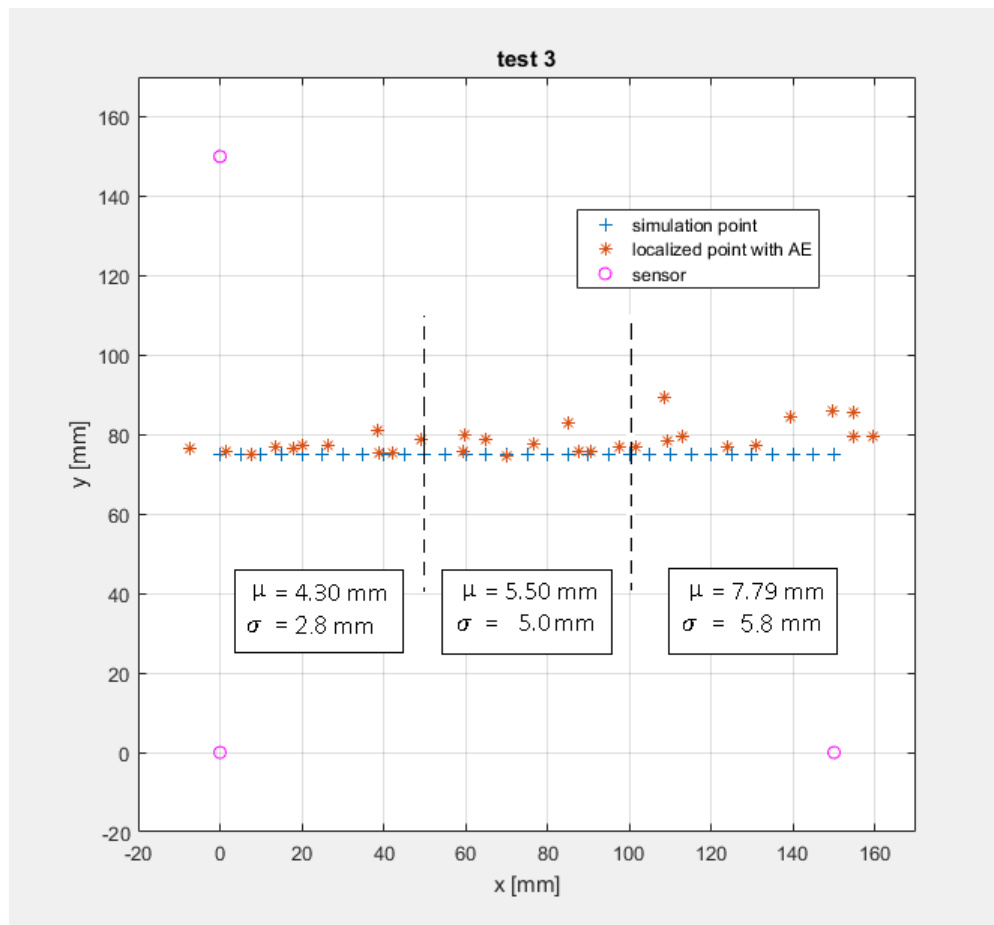 test 3
160
140
120
100
80
60
40
20
0
-20
y [mm]
simulation point
localized point with AE
sensor
μ = 4.30 mm
σ = 2.8 mm
μ = 5.50 mm
σ = 5.0 mm
μ = 7.79 mm
σ = 5.8 mm
-20 0 20 40 60 80 100 120 140 160
x [mm]